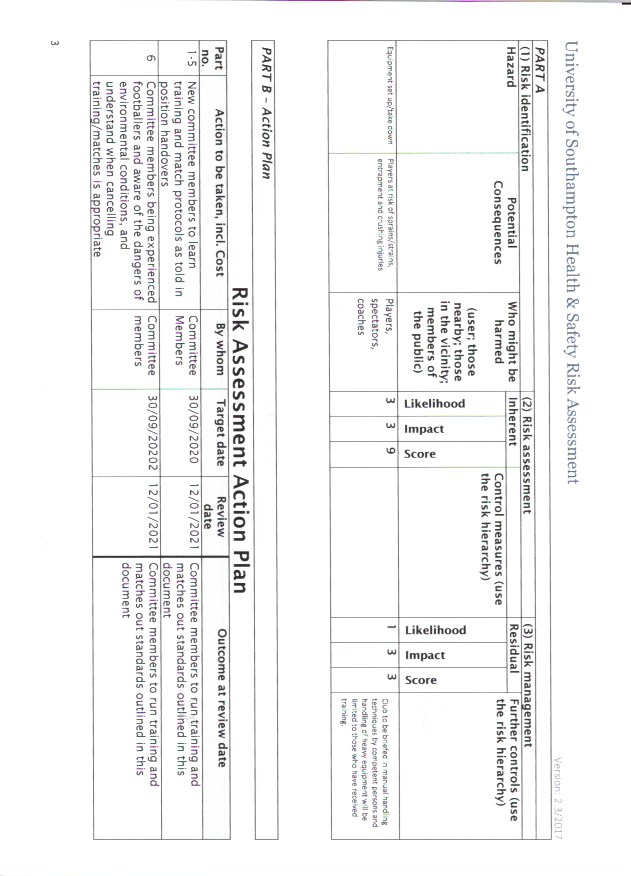 University of Southampton Health & Safety Risk Assessment
Version: 2.3/2017
PART A
(1) Risk identification
(2) Risk assessment
(3) Risk management
Hazard
Potential
Consequences
Who might be
harmed
(user; those
nearby; those
in the vicinity;
members of
the public)
Inherent
Likelihood
Impact
Score
Control measures (use
the risk hierarchy)
Residual
Likelihood
Impact
Score
Further controls (use
the risk hierarchy)
Equipment set up/take down
Players at risk of sprains/strains,
entrapment and crushing injuries
Players,
spectators,
coaches
3
3
9
1
3
3
Club to be briefed in manual handling
techniques by competent persons and
handling of heavy equipment will be
limited to those who have received
training.
PART B – Action Plan
Risk Assessment Action Plan
Part
no.
Action to be taken, incl. Cost
By whom
Target date
Review
date
Outcome at review date
1-5
New committee members to learn
training and match protocols as told in
position handovers
Committee
Members
30/09/2020
12/01/2021
Committee members to run training and
matches out standards outlined in this
document
6
Committee members being experienced
footballers and aware of the dangers of
environmental conditions, and
understand when cancelling
training/matches is appropriate
Committee
members
30/09/20202
12/01/2021
Committee members to run training and
matches out standards outlined in this
document
3